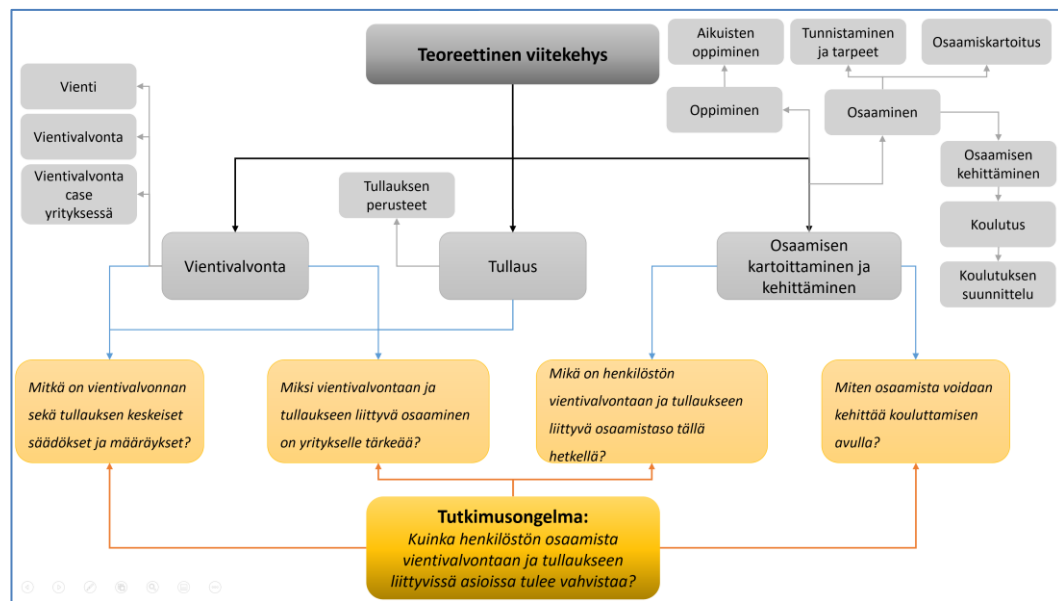 Teoreettinen viitekehys
Vienti
Vientivalvonta
Vientivalvonta
case
yrityksessä
Tullauksen
perusteet
Aikuisten
oppiminen
Oppiminen
Tunnistaminen
ja tarpeet
Osaamiskartoitus
Osaaminen
Osaamisen
kehittäminen
Koulutus
Koulutuksen
suunnittelu
Vientivalvonta
Tullaus
Osaamisen
kartoittaminen ja
kehittäminen
Mitkä on vientivalvonnan
sekä tullauksen keskeiset
säädökset ja määräykset?
Miksi vientivalvontaan ja
tullaukseen liittyvä osaaminen
on yritykselle tärkeää?
Mikä on henkilöstön
vientivalvontaan ja tullaukseen
liittyvä osaamistaso tällä
hetkellä?
Miten osaamista voidaan
kehittää kouluttamisen
avulla?
Tutkimusongelma:
Kuinka henkilöstön osaamista
vientivalvontaan ja tullaukseen
liittyvissä asioissa tulee vahvistaa?